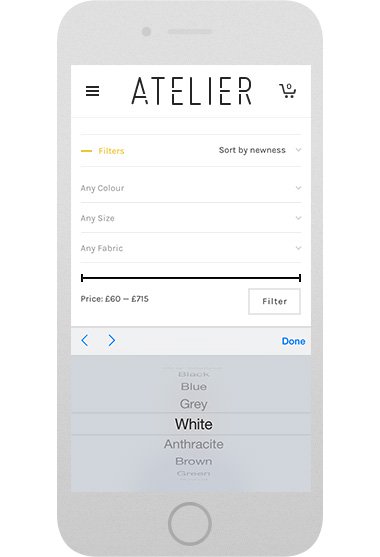 ATELIER
0
Filters
Sort by newness
Any Colour
Any Size
Any Fabric
Price: £60 — £715
Filter
Done
Black
Blue
Grey
White
Anthracite
Brown
Green